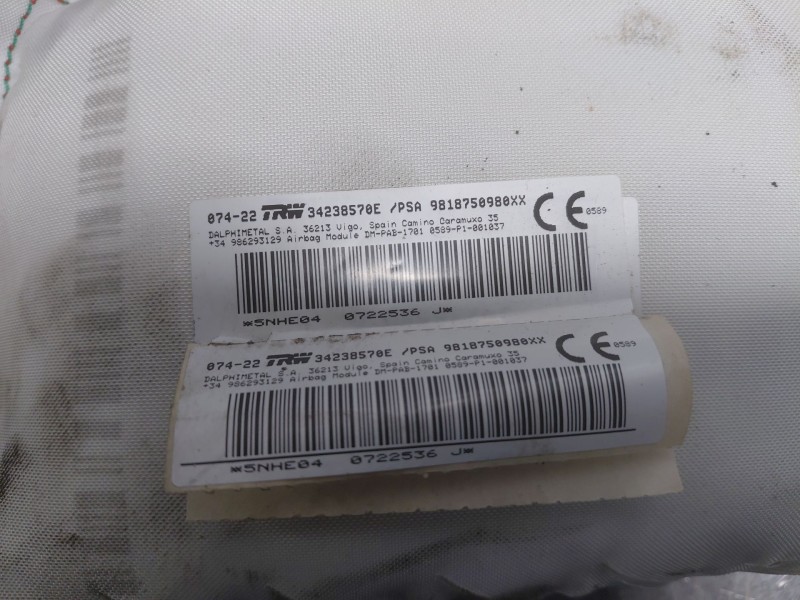 074-22 TRW 34238570E /PSA 9818750980XX CE 0589
DALPHIMETAL S.A. 36213 Vigo, Spain Camino Caramuxo 35
+34 986293129 Airbag Module DM-PAB-1701 0589-P1-001037
*5NHE04 0722536 J*
074-22 TRW 34238570E /PSA 9818750980XX CE 0589
DALPHIMETAL S.A. 36213 Vigo, Spain Camino Caramuxo 35
+34 986293129 Airbag Module DM-PAB-1701 0589-P1-001037
*5NHE04 0722536 J*